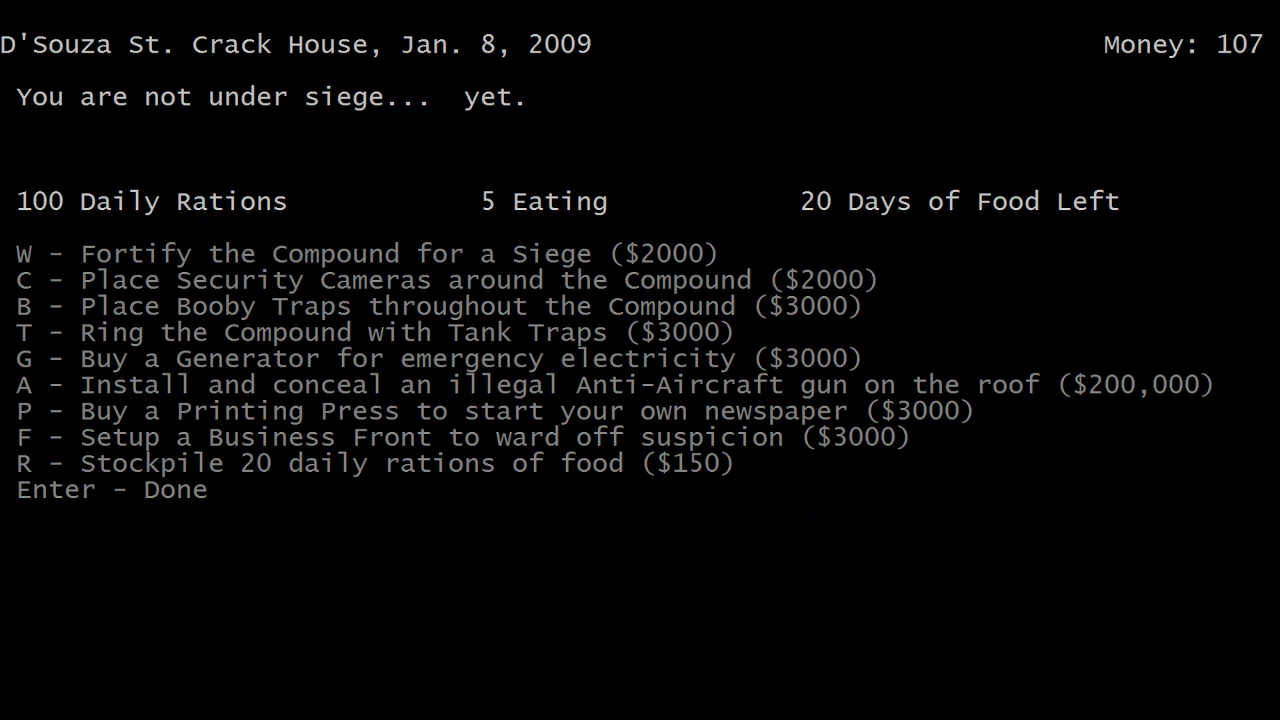 D'Souza St. Crack House, Jan. 8, 2009 Money: 107
You are not under siege... yet.
100 Daily Rations 5 Eating 20 Days of Food Left
W - Fortify the Compound for a Siege ($2000)
C - Place Security Cameras around the Compound ($2000)
B - Place Booby Traps throughout the Compound ($3000)
T - Ring the Compound with Tank Traps ($3000)
G - Buy a Generator for emergency electricity ($3000)
A - Install and conceal an illegal Anti-Aircraft gun on the roof ($200,000)
P - Buy a Printing Press to start your own newspaper ($3000)
F - Setup a Business Front to ward off suspicion ($3000)
R - Stockpile 20 daily rations of food ($150)
Enter - Done